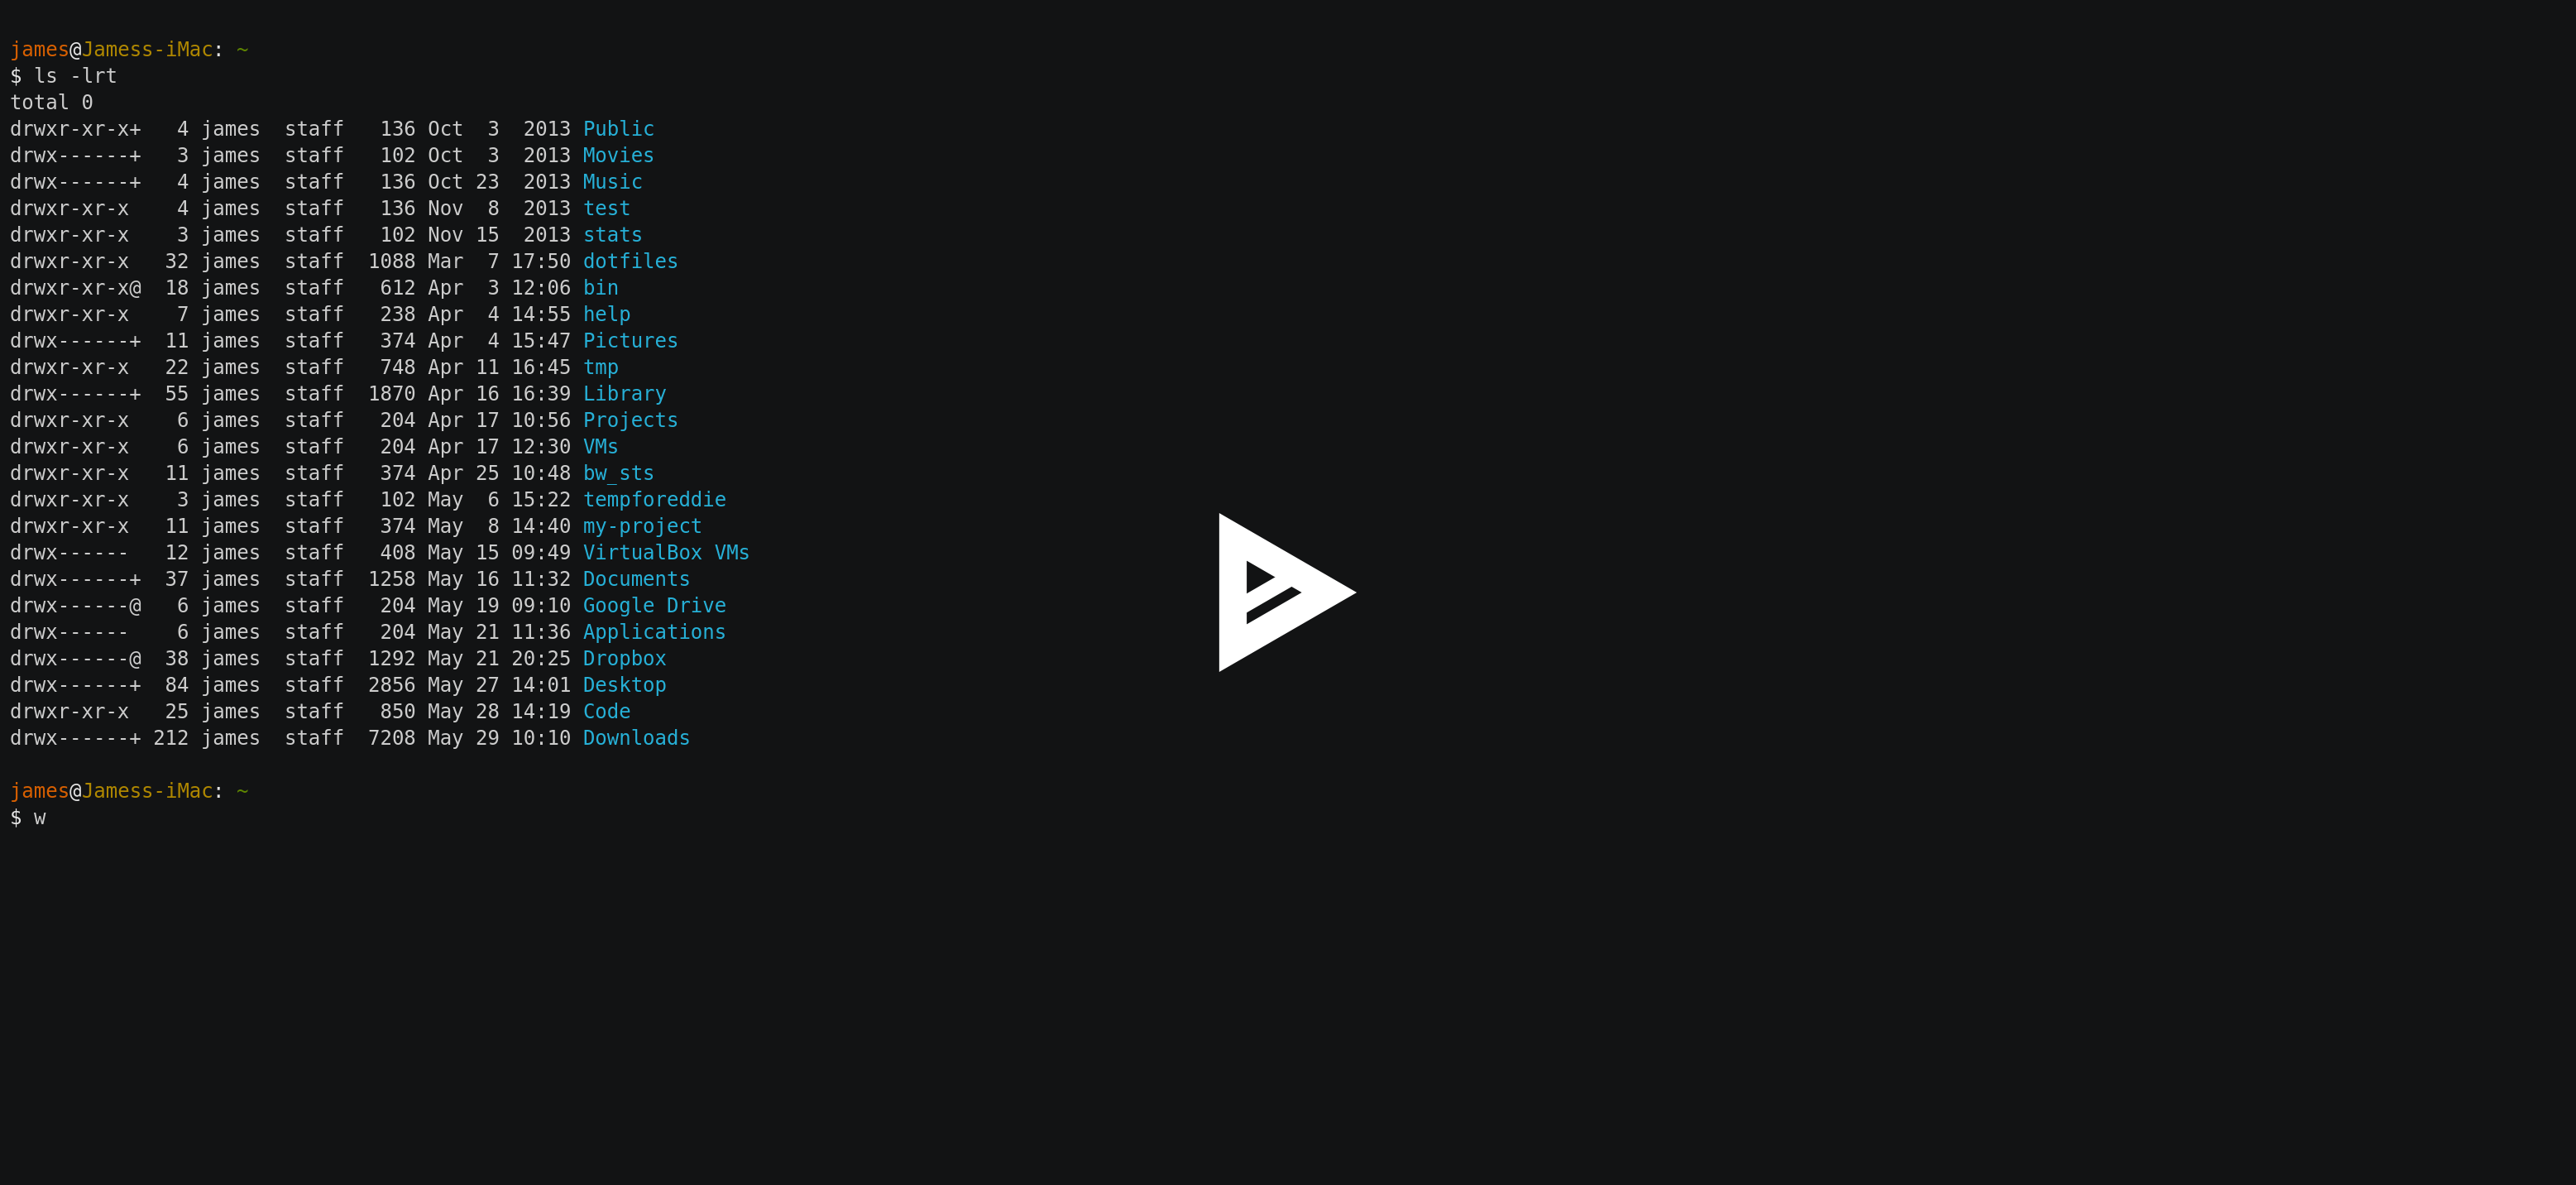 james@Jamess-iMac: ~
$ ls -lrt
total 0
drwxr-xr-x+   4 james  staff   136 Oct  3  2013 Public
drwx------+   3 james  staff   102 Oct  3  2013 Movies
drwx------+   4 james  staff   136 Oct 23  2013 Music
drwxr-xr-x    4 james  staff   136 Nov  8  2013 test
drwxr-xr-x    3 james  staff   102 Nov 15  2013 stats
drwxr-xr-x   32 james  staff  1088 Mar  7 17:50 dotfiles
drwxr-xr-x@  18 james  staff   612 Apr  3 12:06 bin
drwxr-xr-x    7 james  staff   238 Apr  4 14:55 help
drwx------+  11 james  staff   374 Apr  4 15:47 Pictures
drwxr-xr-x   22 james  staff   748 Apr 11 16:45 tmp
drwx------+  55 james  staff  1870 Apr 16 16:39 Library
drwxr-xr-x    6 james  staff   204 Apr 17 10:56 Projects
drwxr-xr-x    6 james  staff   204 Apr 17 12:30 VMs
drwxr-xr-x   11 james  staff   374 Apr 25 10:48 bw_sts
drwxr-xr-x    3 james  staff   102 May  6 15:22 tempforeddie
drwxr-xr-x   11 james  staff   374 May  8 14:40 my-project
drwx------   12 james  staff   408 May 15 09:49 VirtualBox VMs
drwx------+  37 james  staff  1258 May 16 11:32 Documents
drwx------@   6 james  staff   204 May 19 09:10 Google Drive
drwx------    6 james  staff   204 May 21 11:36 Applications
drwx------@  38 james  staff  1292 May 21 20:25 Dropbox
drwx------+  84 james  staff  2856 May 27 14:01 Desktop
drwxr-xr-x   25 james  staff   850 May 28 14:19 Code
drwx------+ 212 james  staff  7208 May 29 10:10 Downloads
james@Jamess-iMac: ~
$ w